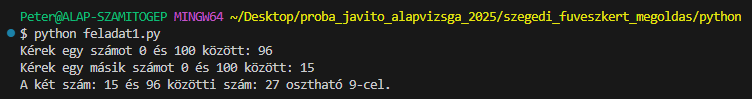 Peter@ALAP-SZAMITOGEP MINGW64 ~/Desktop/proba_javito_alapvizsga_2025/szegedi_fuveszkert_megoldas/python
$ python feladat1.py
Kérek egy számot 0 és 100 között: 96
Kérek egy másik számot 0 és 100 között: 15
A két szám: 15 és 96 közötti szám: 27 osztható 9-cel.